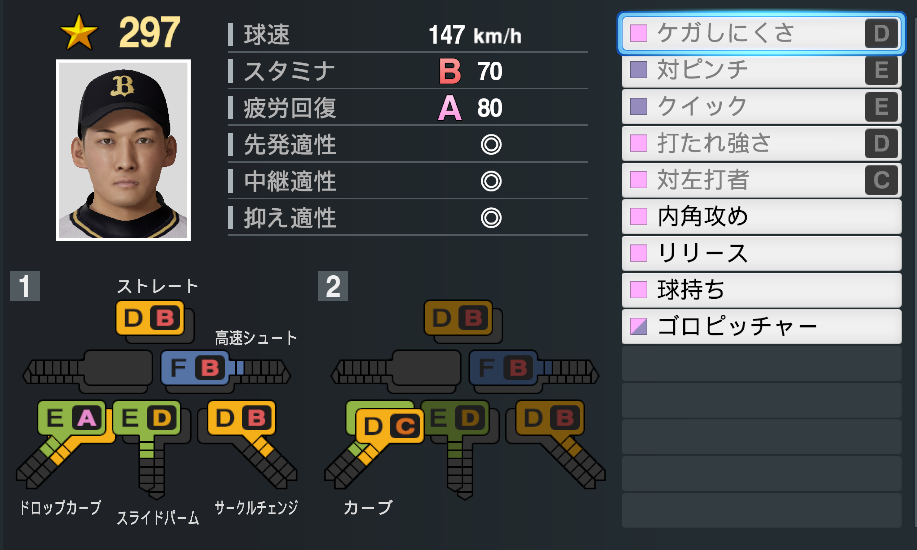 297
B
球速 147 km/h
スタミナ B 70
疲労回復 A 80
先発適性 ◎
中継適性 ◎
抑え適性 ◎
ケガしにくさ D
対ピンチ E
クイック E
打たれ強さ D
対左打者 C
内角攻め
リリース
球持ち
ゴロピッチャー
1
ストレート
D B
高速シュート
F B
E A E D D B
ドロップカーブ
スライドパーム
サークルチェンジ
2
D B
F B
D C E D D B
カーブ